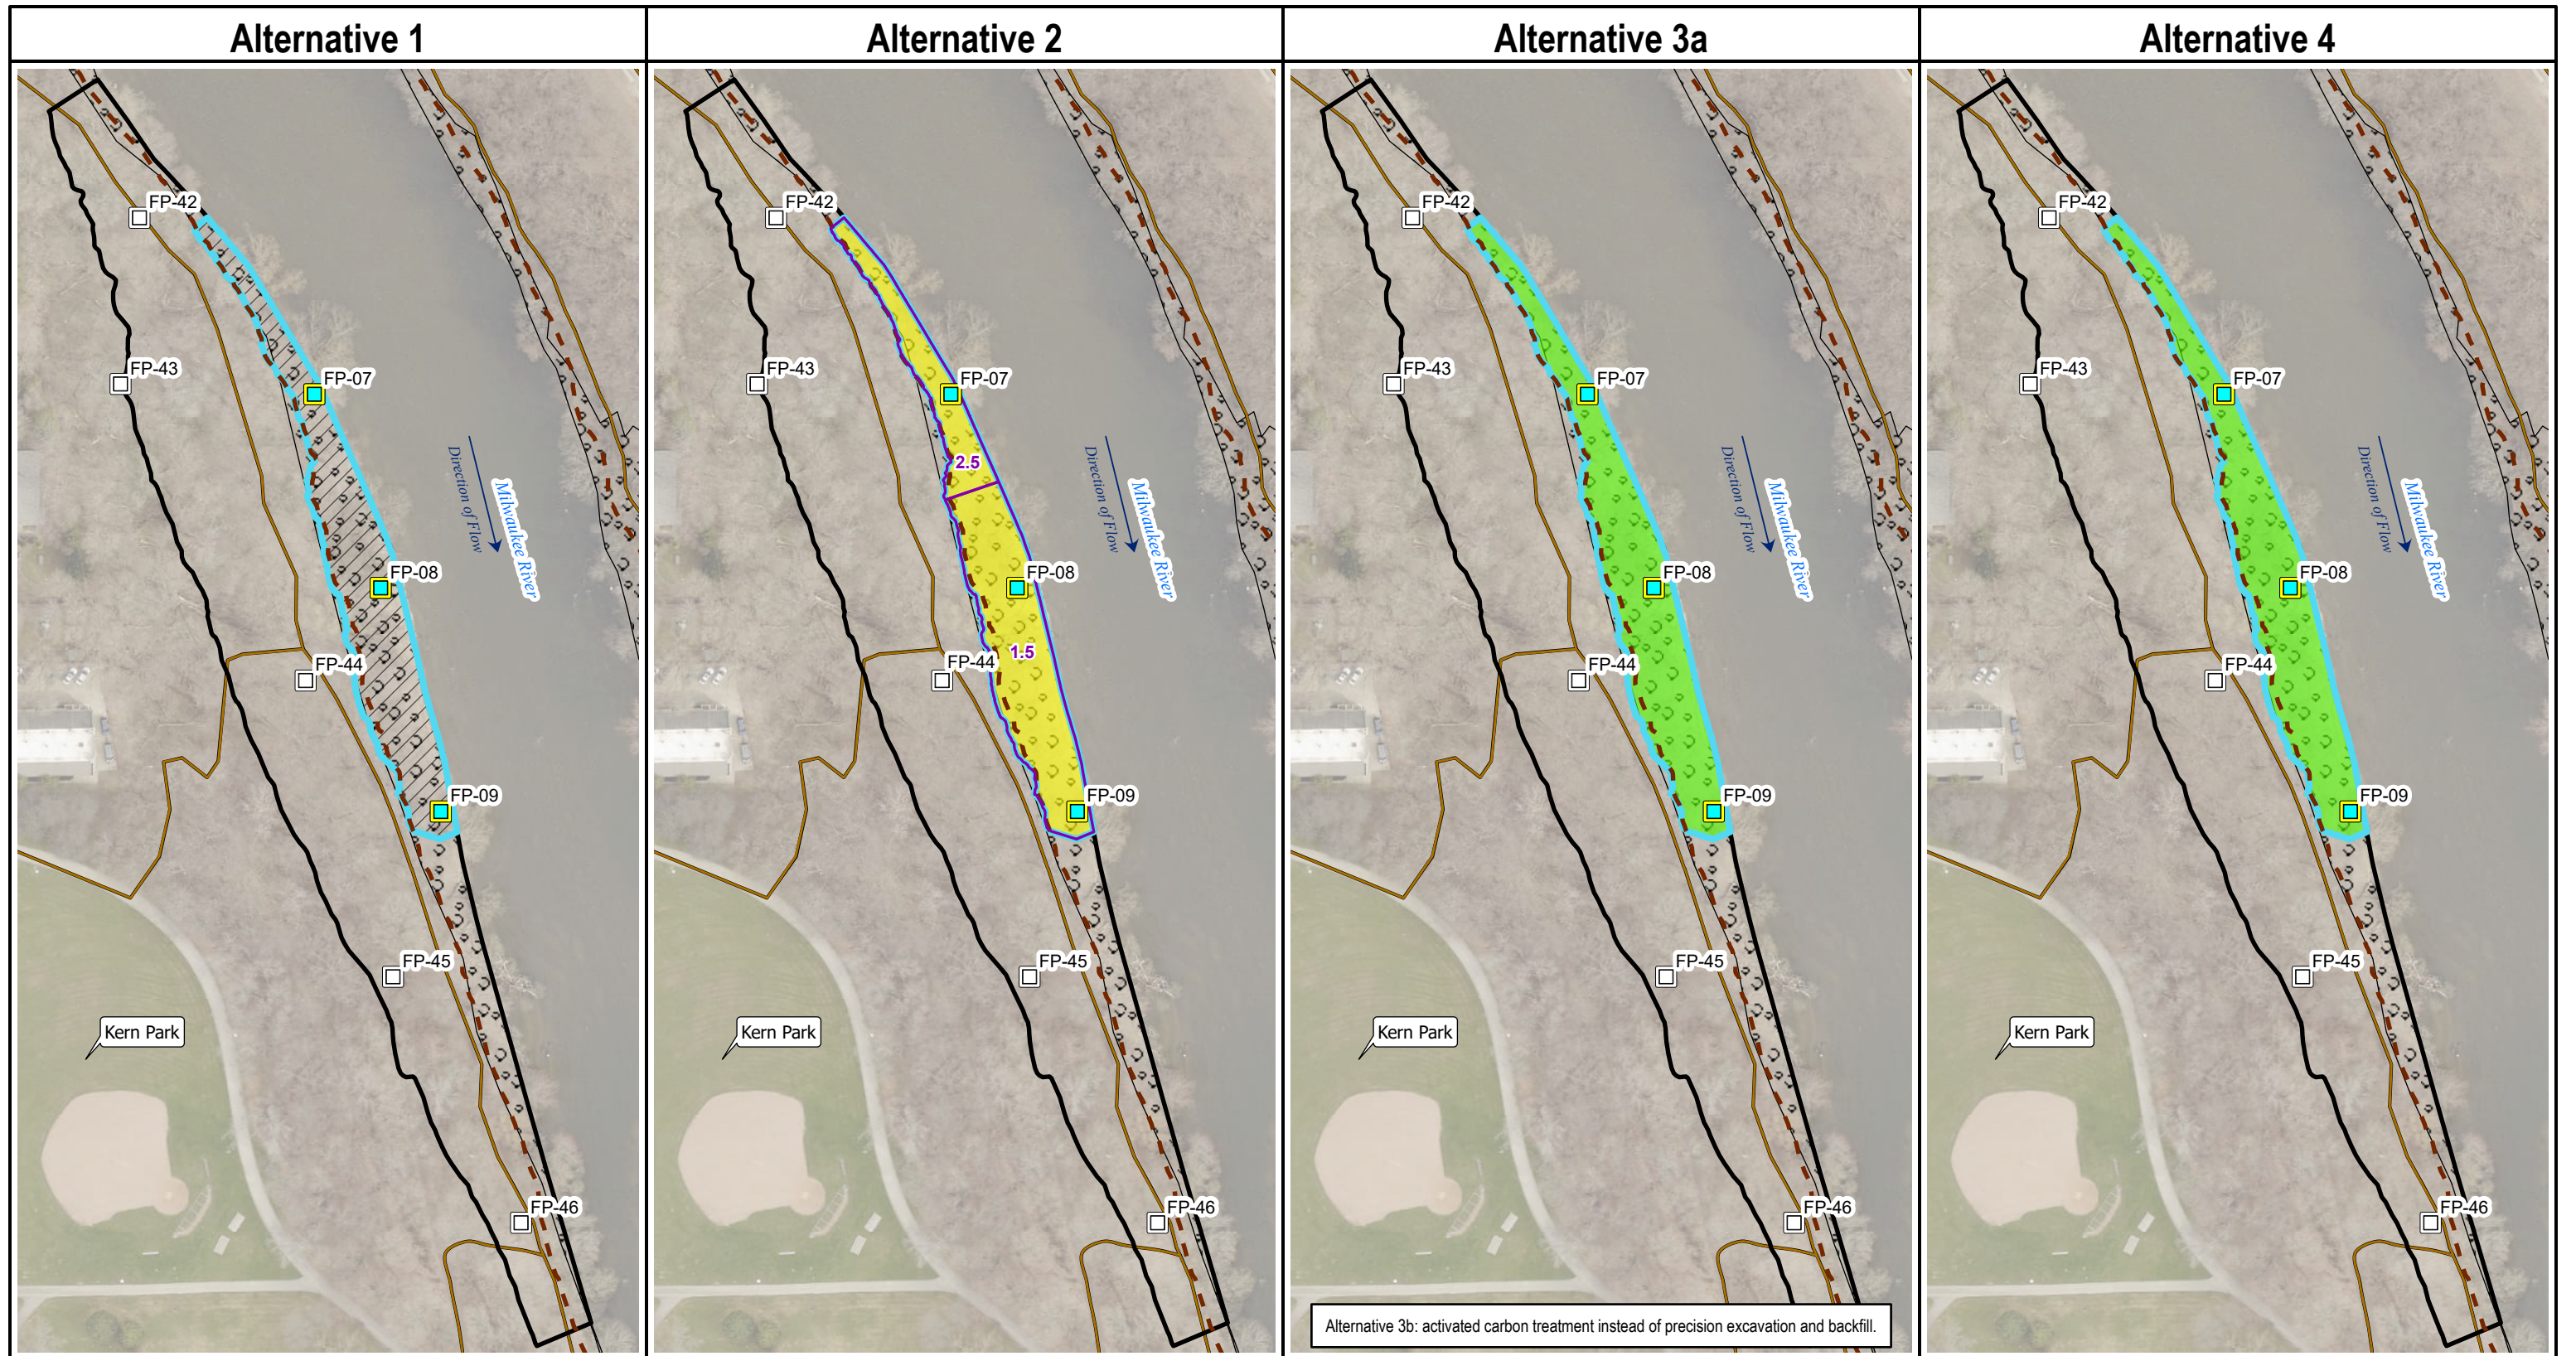 Alternative 1
FP-42
FP-43
FP-07
Direction of Flow
Milwaukee River
FP-08
FP-44
FP-09
FP-45
Kern Park
FP-46
Alternative 2
FP-42
FP-43
FP-07
2.5
Direction of Flow
Milwaukee River
FP-08
1.5
FP-44
FP-09
FP-45
Kern Park
FP-46
Alternative 3a
FP-42
FP-43
FP-07
Direction of Flow
Milwaukee River
FP-08
FP-44
FP-09
FP-45
Kern Park
FP-46
Alternative 3b: activated carbon treatment instead of precision excavation and backfill.
Alternative 4
FP-42
FP-43
FP-07
Direction of Flow
Milwaukee River
FP-08
FP-44
FP-09
FP-45
Kern Park
FP-46